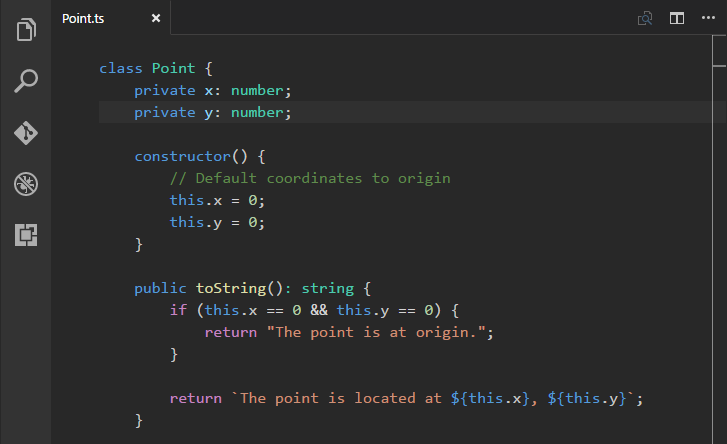 Point.ts
class Point {
    private x: number;
    private y: number;

    constructor() {
        // Default coordinates to origin
        this.x = 0;
        this.y = 0;
    }

    public toString(): string {
        if (this.x == 0 && this.y == 0) {
            return "The point is at origin.";
        }

        return `The point is located at ${this.x}, ${this.y}`;
    }